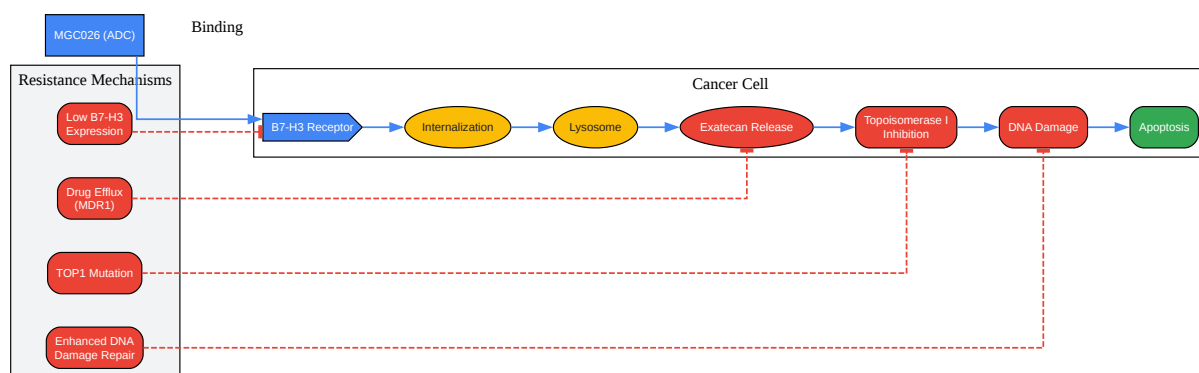 MGC026 (ADC)
Binding
Resistance Mechanisms
Cancer Cell
Low B7-H3
Expression
B7-H3 Receptor
Internalization
Lysosome
Exatecan Release
Topoisomerase I
Inhibition
DNA Damage
Apoptosis
Drug Efflux
(MDR1)
TOP1 Mutation
Enhanced DNA
Damage Repair